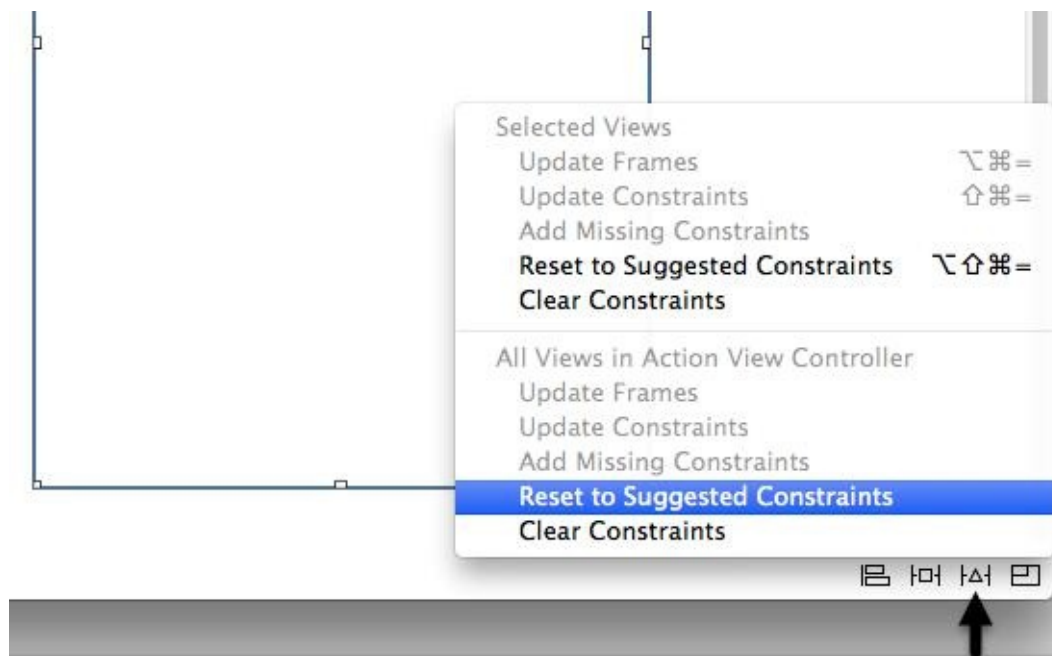 Selected Views
Update Frames ⌥⌘=
Update Constraints ⇧⌘=
Add Missing Constraints
Reset to Suggested Constraints ⌥⇧⌘=
Clear Constraints
All Views in Action View Controller
Update Frames
Update Constraints
Add Missing Constraints
Reset to Suggested Constraints
Clear Constraints